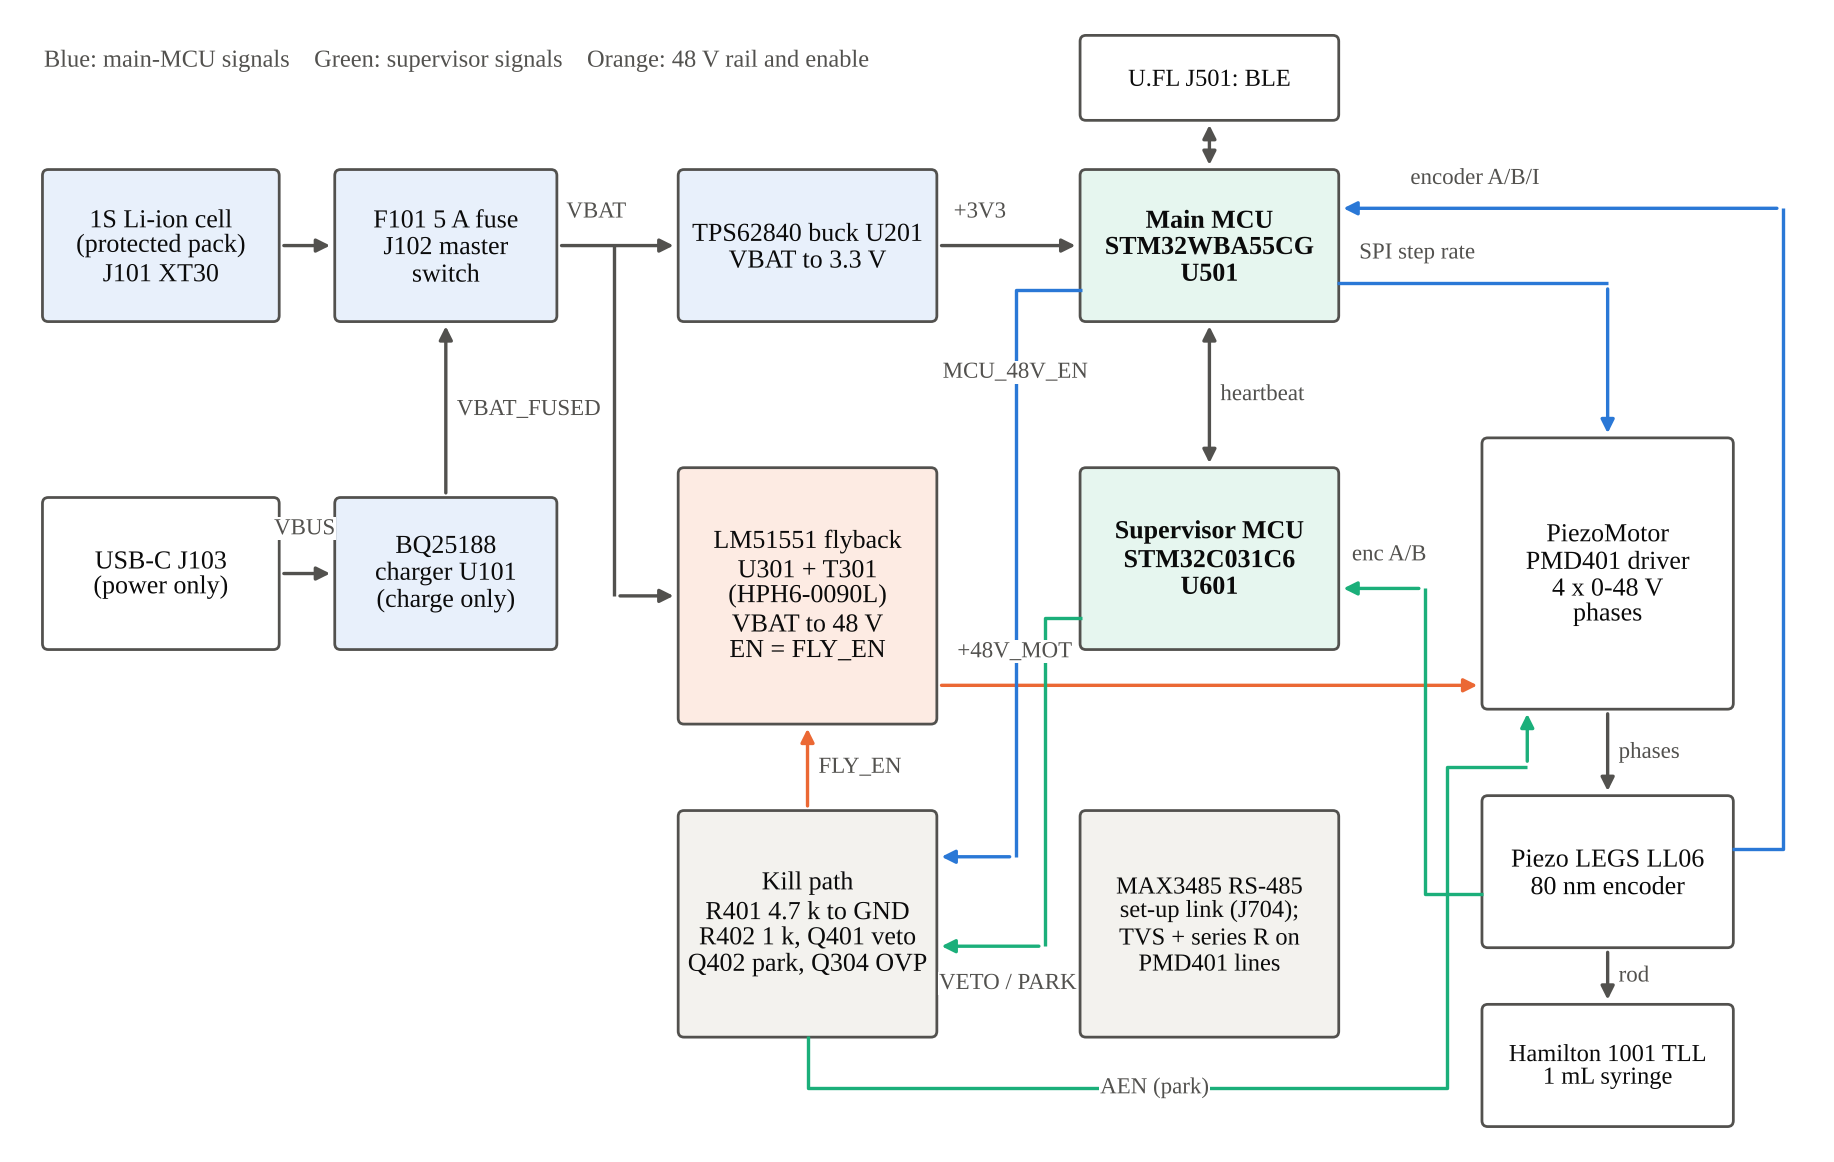 Blue: main-MCU signals    Green: supervisor signals    Orange: 48 V rail and enable
U.FL J501: BLE
1S Li-ion cell
(protected pack)
J101 XT30
F101 5 A fuse
J102 master
switch
VBAT
TPS62840 buck U201
VBAT to 3.3 V
+3V3
Main MCU
STM32WBA55CG
U501
encoder A/B/I
SPI step rate
MCU_48V_EN
heartbeat
VBAT_FUSED
USB-C J103
(power only)
VBUS
BQ25188
charger U101
(charge only)
LM51551 flyback
U301 + T301
(HPH6-0090L)
VBAT to 48 V
EN = FLY_EN
+48V_MOT
Supervisor MCU
STM32C031C6
U601
enc A/B
PiezoMotor
PMD401 driver
4 x 0-48 V
phases
FLY_EN
phases
Kill path
R401 4.7 k to GND
R402 1 k, Q401 veto
Q402 park, Q304 OVP
VETO / PARK
MAX3485 RS-485
set-up link (J704);
TVS + series R on
PMD401 lines
Piezo LEGS LL06
80 nm encoder
rod
Hamilton 1001 TLL
1 mL syringe
AEN (park)